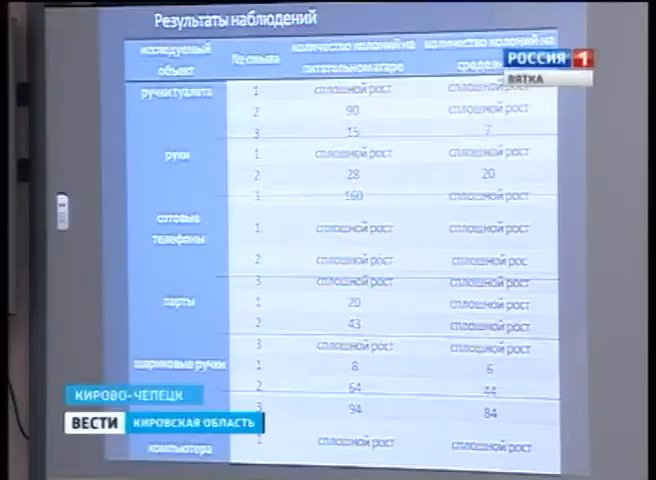 Результаты наблюдений
исследуемый объект № смыва количество колоний на питательном агаре количество колоний на
РОССИЯ 1
ВЯТКА
ручки туалета 1 сплошной рост сплошной рост
2 90 сплошной рост
3 15 7
руки 1 сплошной рост сплошной рост
2 28 20
3 160 сплошной рост
сотовые телефоны 1 сплошной рост сплошной рост
2 сплошной рост сплошной рос
3 сплошной рост сплошной рост
парты 1 20 сплошной рост
2 43 сплошной рост
3 сплошной рост сплошной рост
шариковые ручки 1 8 6
2 64 44
3 94 84
КИРОВО-ЧЕПЕЦК
ВЕСТИ КИРОВСКАЯ ОБЛАСТЬ
компьютера 1 сплошной рост сплошной рост